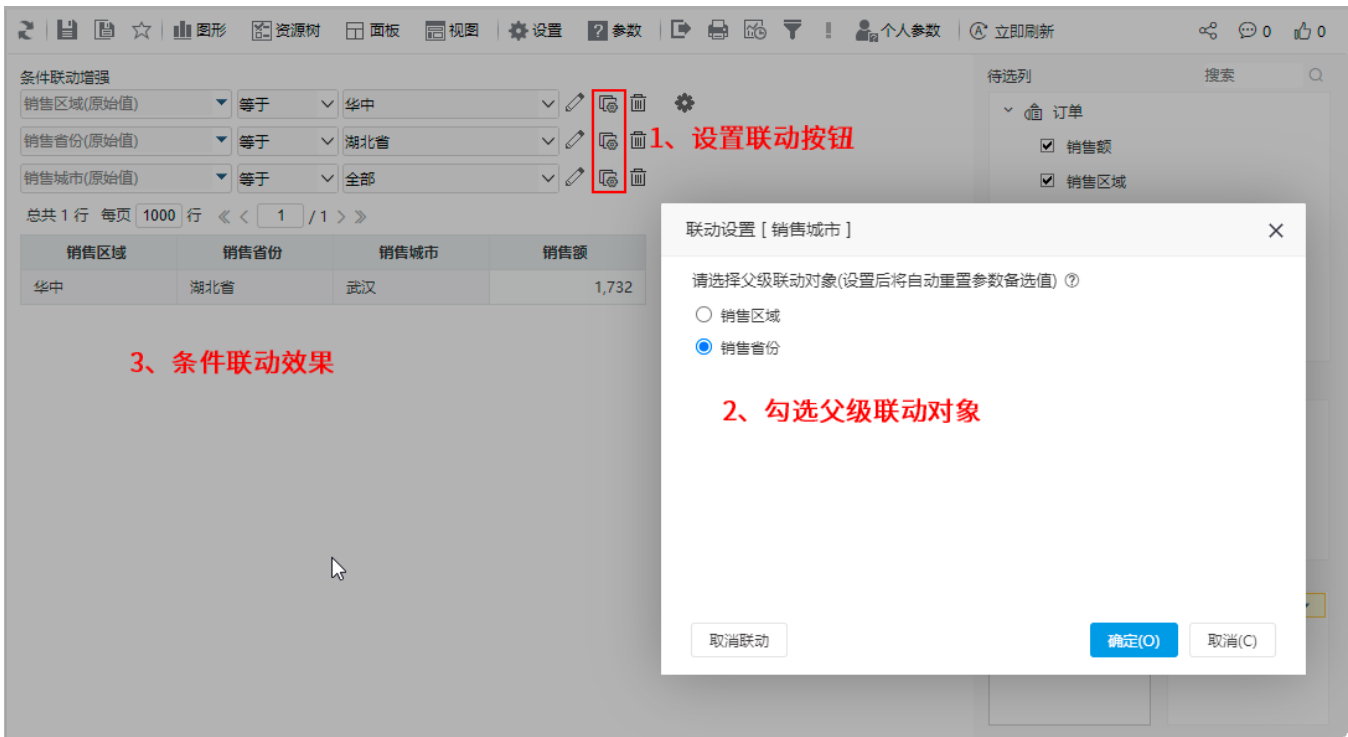 图形 资源树 面板 视图 设置 参数 个人参数 立即刷新 0 0
条件联动增强
销售区域(原始值) 等于 华中
销售省份(原始值) 等于 湖北省
销售城市(原始值) 等于 全部
1、设置联动按钮
总共 1 行 每页 1000 行 1 / 1
销售区域 销售省份 销售城市 销售额
华中 湖北省 武汉 1,732
3、条件联动效果
待选列 搜索
订单
销售额
销售区域
联动设置 [ 销售城市 ]
请选择父级联动对象(设置后将自动重置参数备选值)
销售区域
销售省份
2、勾选父级联动对象
取消联动 确定(O) 取消(C)